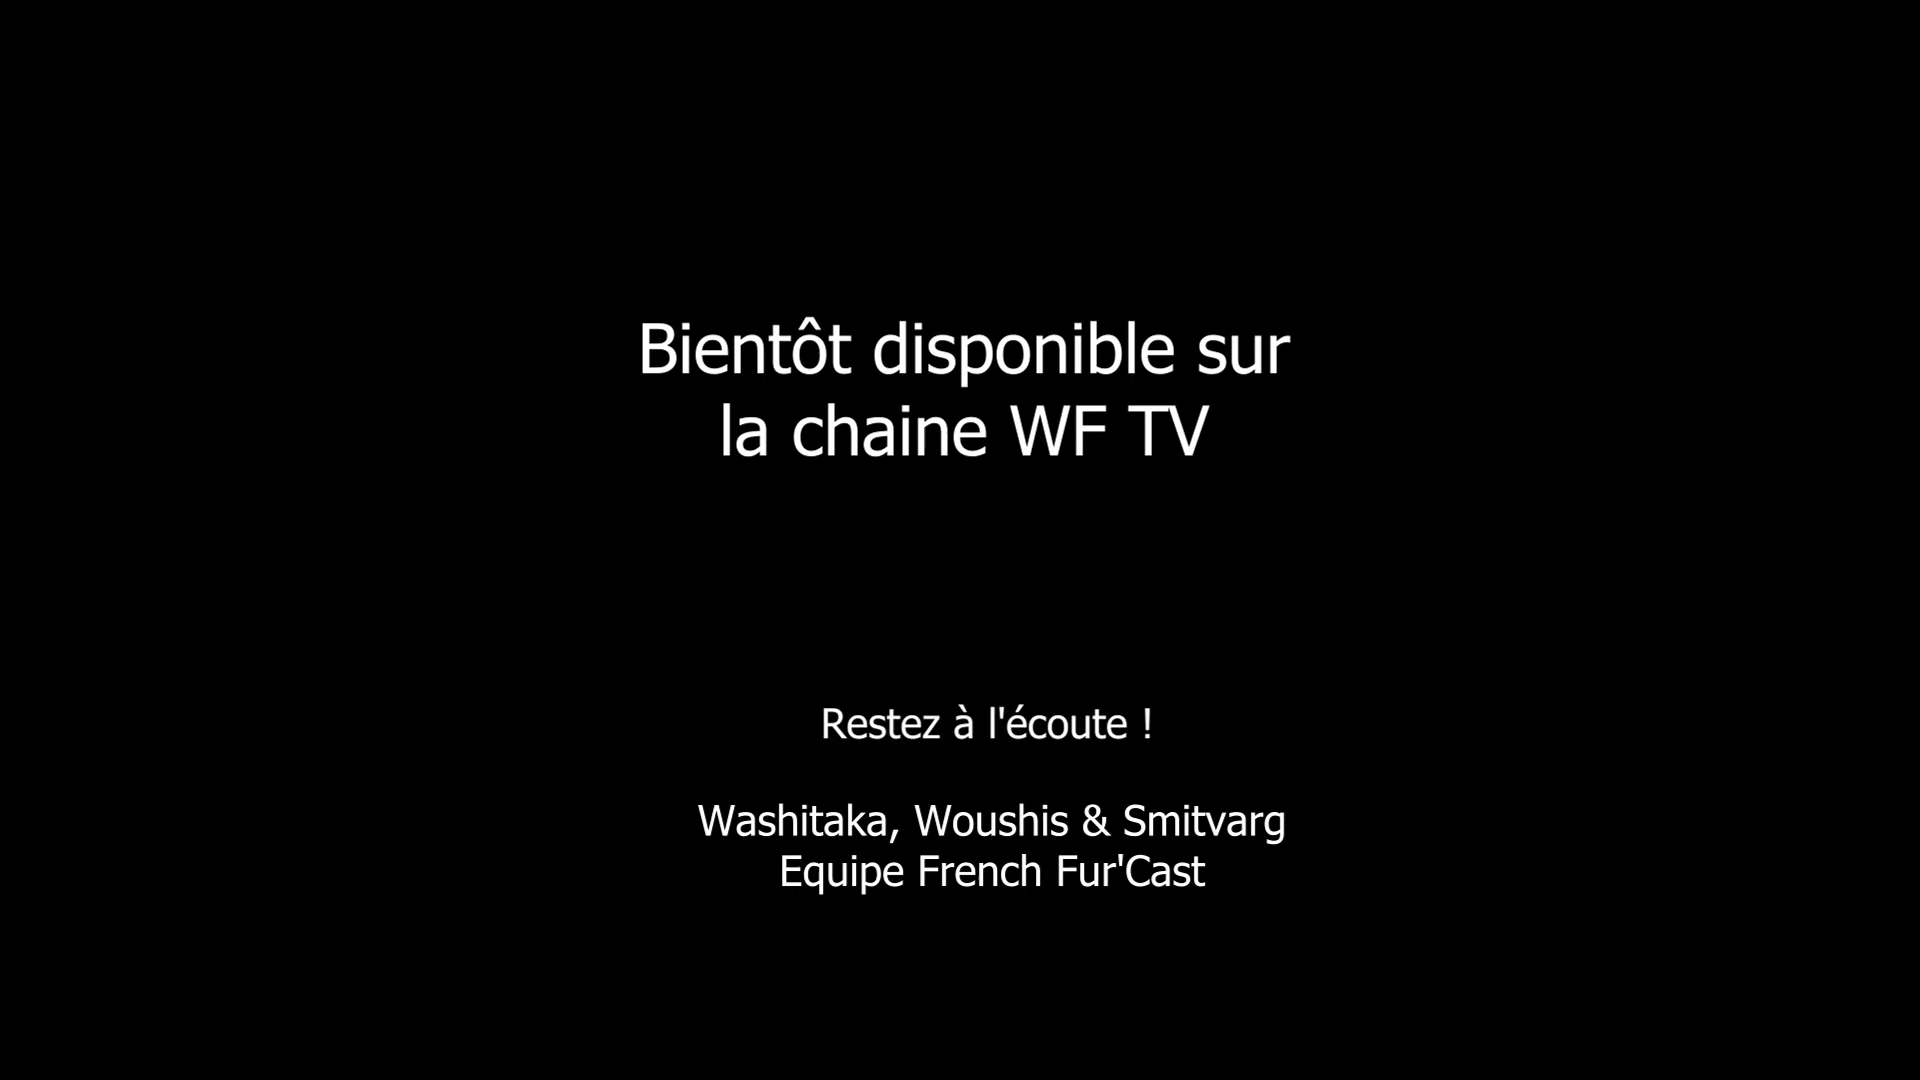 Bientôt disponible sur
la chaine WF TV
Restez à l'écoute !
Washitaka, Woushis & Smitvarg
Equipe French Fur'Cast